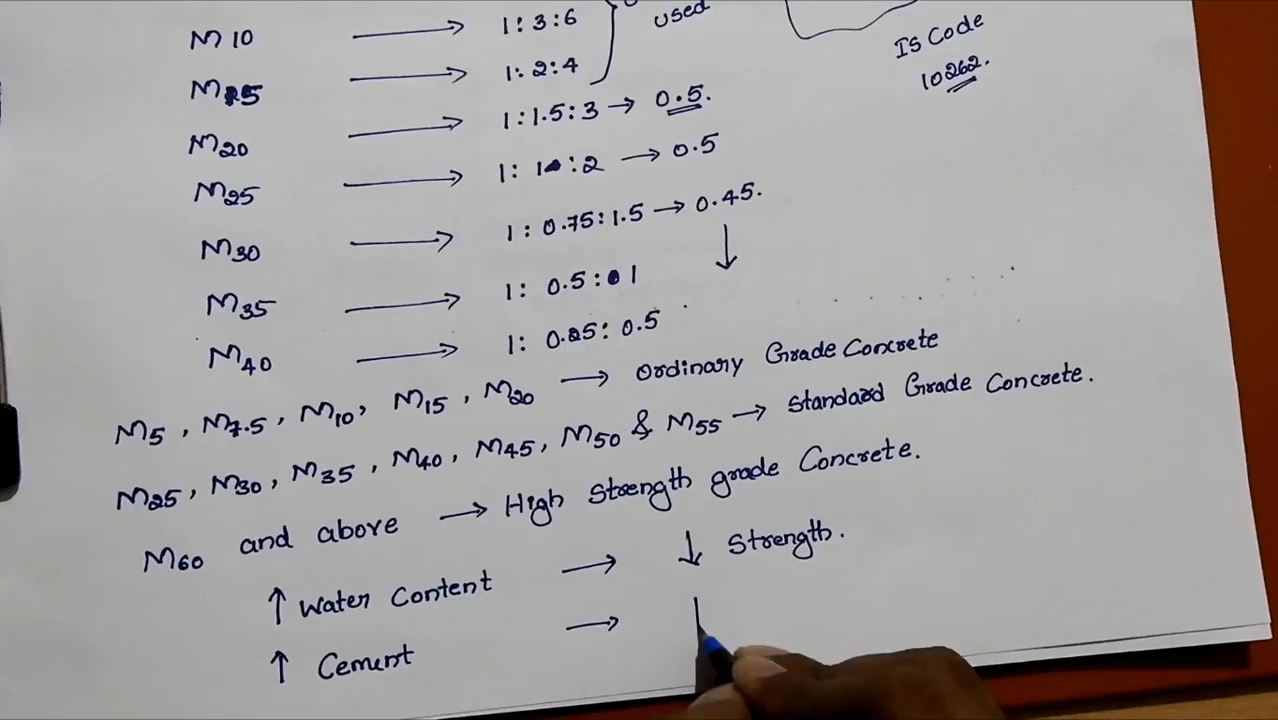 M10 → 1:3:6
used
M15 → 1:2:4
IS Code
10262.
M20 → 1:1.5:3 → 0.5.
M25 → 1:1:2 → 0.5
M30 → 1:0.75:1.5 → 0.45.
↓
M35 → 1:0.5:1
M40 → 1:0.25:0.5
M5, M7.5, M10, M15, M20 → Ordinary Grade Concrete
M25, M30, M35, M40, M45, M50 & M55 → Standard Grade Concrete.
M60 and above → High Strength grade Concrete.
↑ Water Content → ↓ Strength.
↑ Cement →